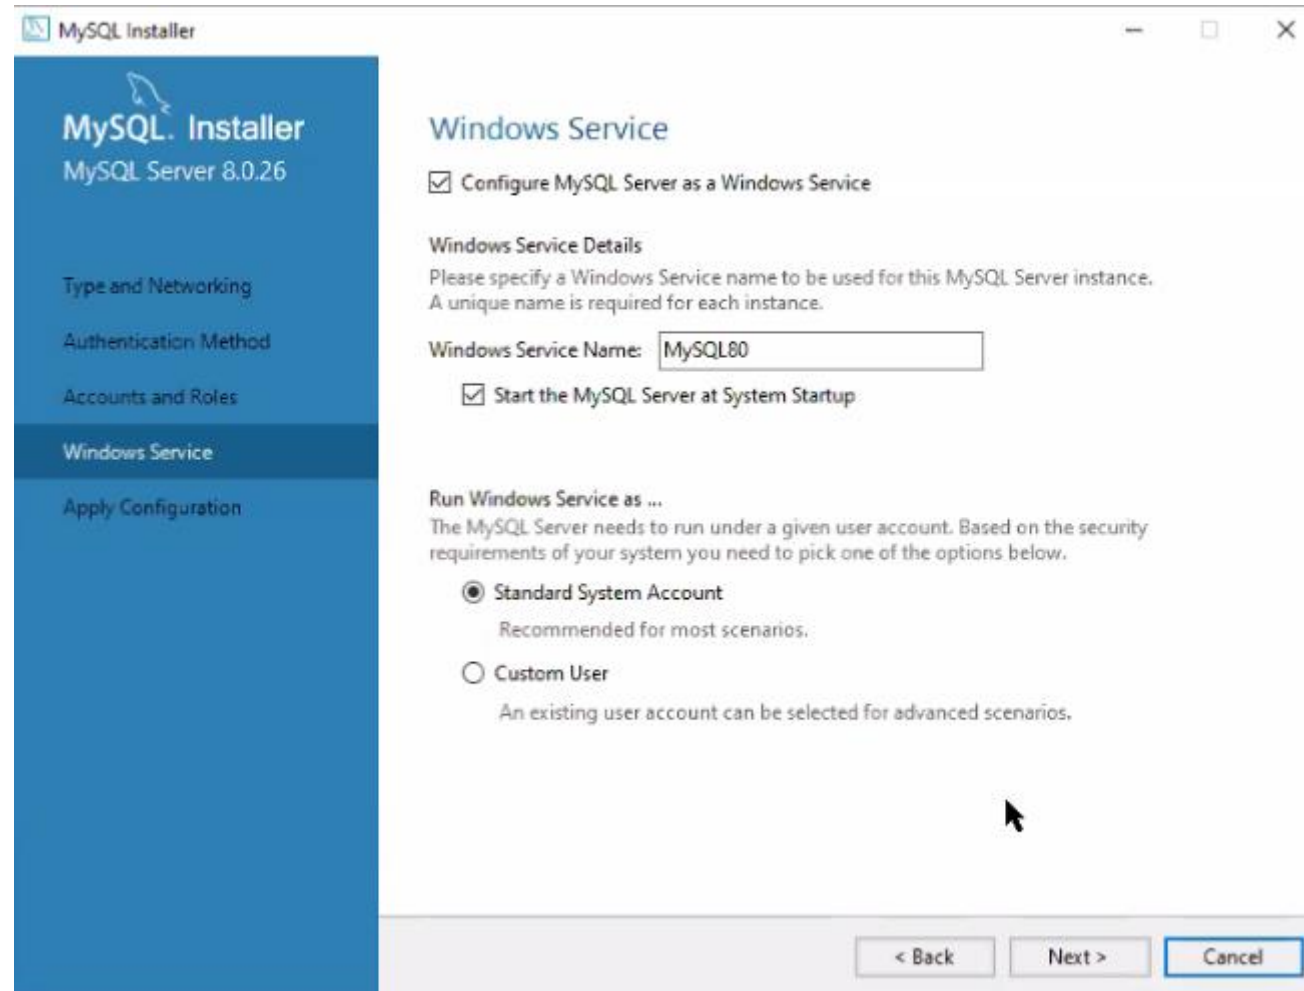 MySQL Installer
MySQL. Installer
MySQL Server 8.0.26
Type and Networking
Authentication Method
Accounts and Roles
Windows Service
Apply Configuration
Windows Service
Configure MySQL Server as a Windows Service
Windows Service Details
Please specify a Windows Service name to be used for this MySQL Server instance.
A unique name is required for each instance.
Windows Service Name: MySQL80
Start the MySQL Server at System Startup
Run Windows Service as ...
The MySQL Server needs to run under a given user account. Based on the security
requirements of your system you need to pick one of the options below.
Standard System Account
Recommended for most scenarios.
Custom User
An existing user account can be selected for advanced scenarios.
< Back Next > Cancel